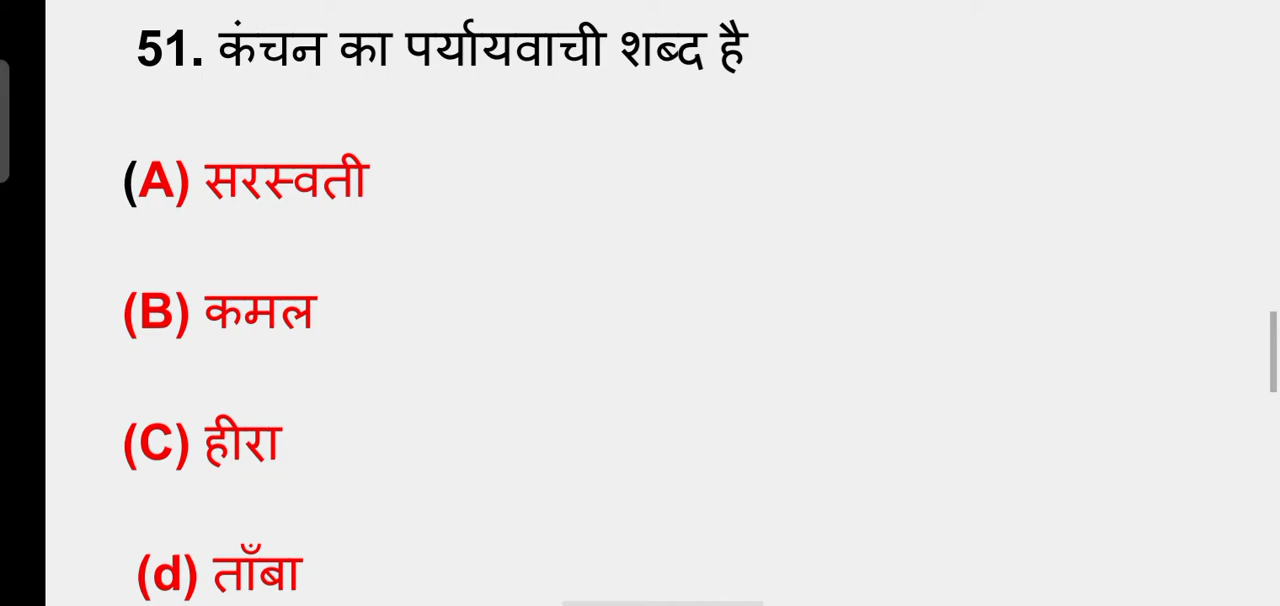 51. कंचन का पर्यायवाची शब्द है
(A) सरस्वती
(B) कमल
(C) हीरा
(d) ताँबा